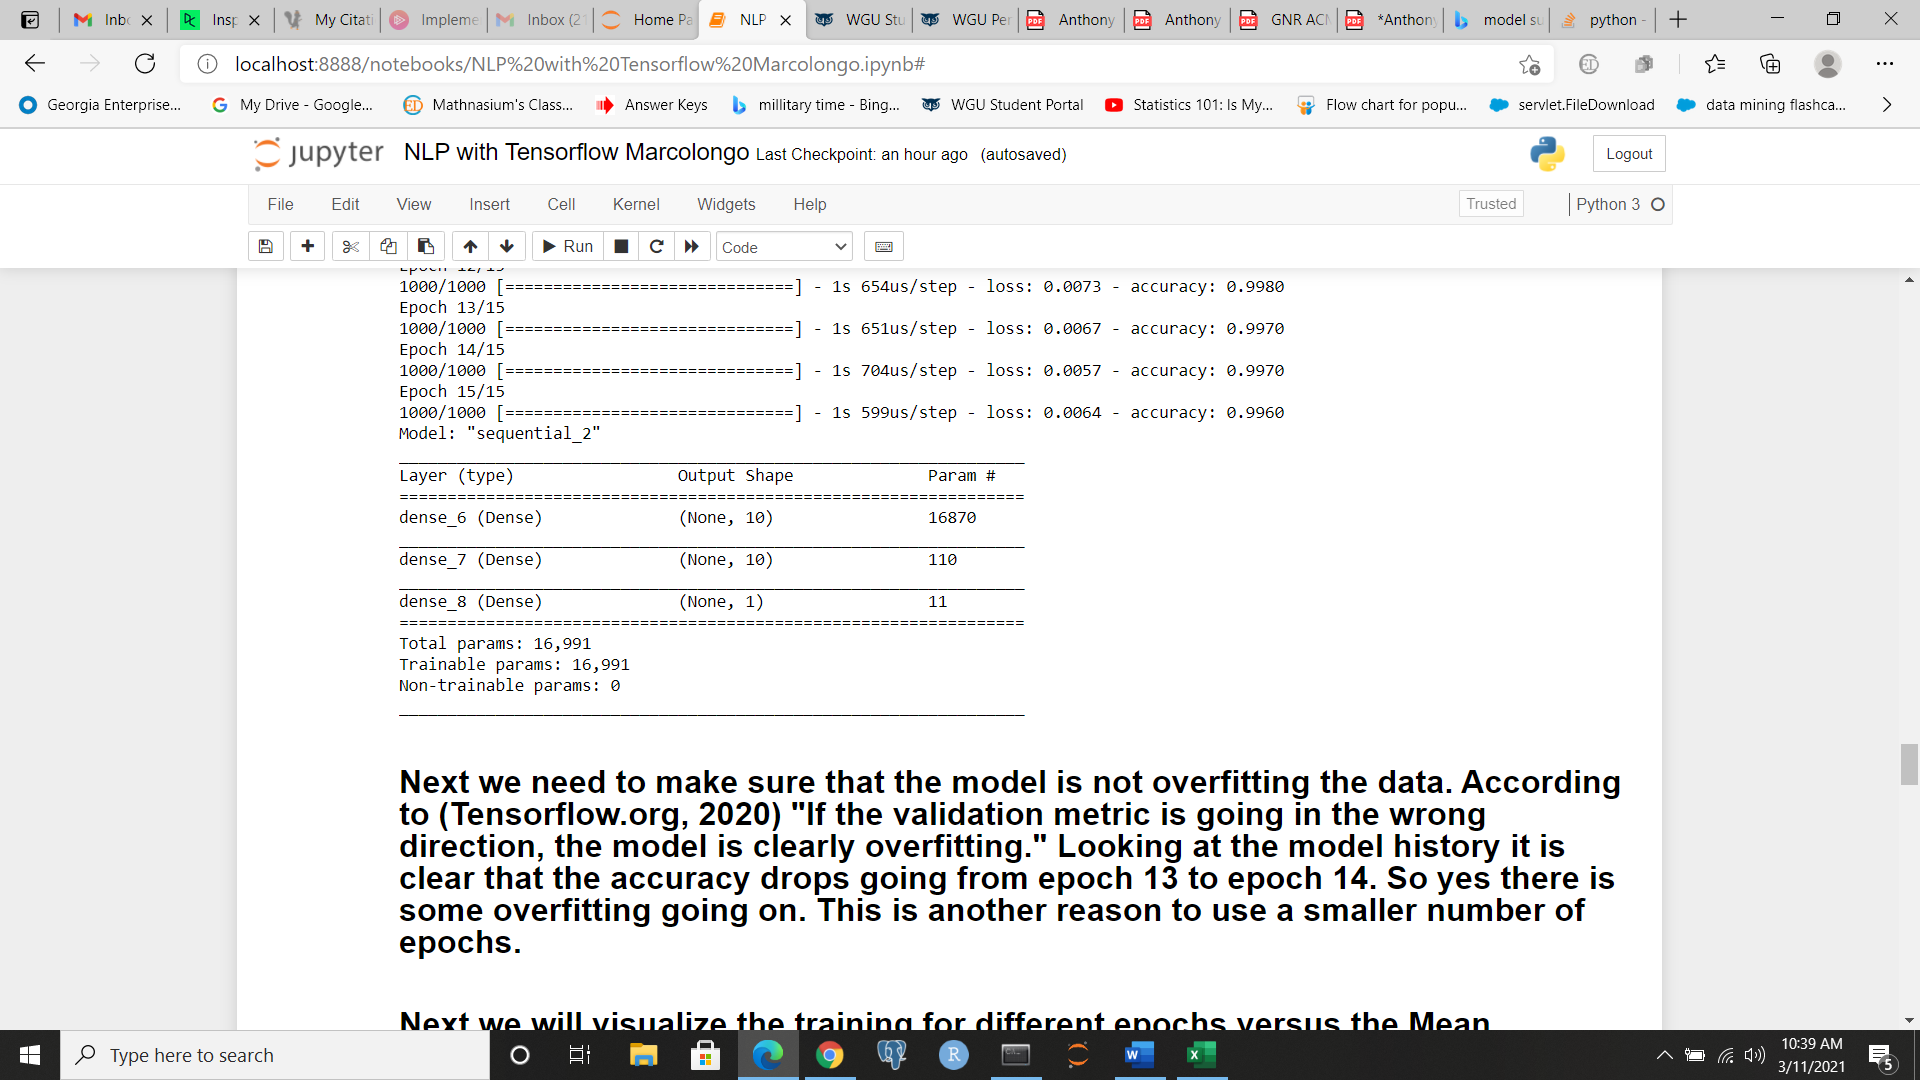 Inbc
Insp
My Citati
Impleme
Inbox (2
Home Pa
NLP
WGU Stu
WGU Per
Anthony
Anthony
GNR ACN
*Anthony
model su
python -
localhost:8888/notebooks/NLP%20with%20Tensorflow%20Marcolongo.ipynb#
Georgia Enterprise...
My Drive - Google...
Mathnasium's Class...
Answer Keys
millitary time - Bing...
WGU Student Portal
Statistics 101: Is My...
Flow chart for popu...
servlet.FileDownload
data mining flashca...
jupyter NLP with Tensorflow Marcolongo Last Checkpoint: an hour ago (autosaved)
Logout
File Edit View Insert Cell Kernel Widgets Help
Trusted
Python 3
Run
Code
Epoch 12/15
1000/1000 [==============================] - 1s 654us/step - loss: 0.0073 - accuracy: 0.9980
Epoch 13/15
1000/1000 [==============================] - 1s 651us/step - loss: 0.0067 - accuracy: 0.9970
Epoch 14/15
1000/1000 [==============================] - 1s 704us/step - loss: 0.0057 - accuracy: 0.9970
Epoch 15/15
1000/1000 [==============================] - 1s 599us/step - loss: 0.0064 - accuracy: 0.9960
Model: "sequential_2"
Layer (type) Output Shape Param #
dense_6 (Dense) (None, 10) 16870
dense_7 (Dense) (None, 10) 110
dense_8 (Dense) (None, 1) 11
Total params: 16,991
Trainable params: 16,991
Non-trainable params: 0
Next we need to make sure that the model is not overfitting the data. According
to (Tensorflow.org, 2020) "If the validation metric is going in the wrong
direction, the model is clearly overfitting." Looking at the model history it is
clear that the accuracy drops going from epoch 13 to epoch 14. So yes there is
some overfitting going on. This is another reason to use a smaller number of
epochs.
Next we will visualize the training for different epochs versus the Mean
Type here to search
10:39 AM
3/11/2021
5